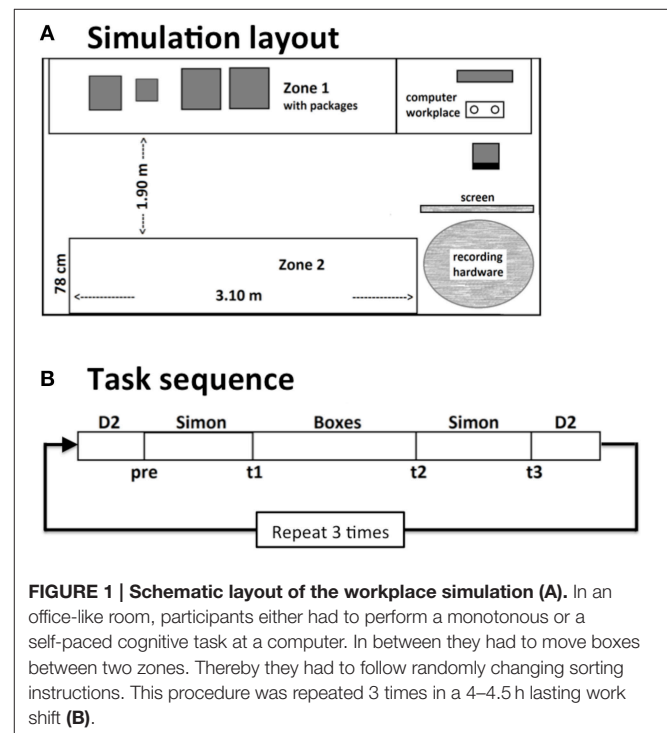 A Simulation layout
Zone 1
with packages
computer
workplace
1.90 m
screen
78 cm
Zone 2
3.10 m
recording
hardware
B Task sequence
D2 Simon Boxes Simon D2
pre t1 t2 t3
Repeat 3 times
FIGURE 1 | Schematic layout of the workplace simulation (A). In an
office-like room, participants either had to perform a monotonous or a
self-paced cognitive task at a computer. In between they had to move boxes
between two zones. Thereby they had to follow randomly changing sorting
instructions. This procedure was repeated 3 times in a 4–4.5 h lasting work
shift (B).